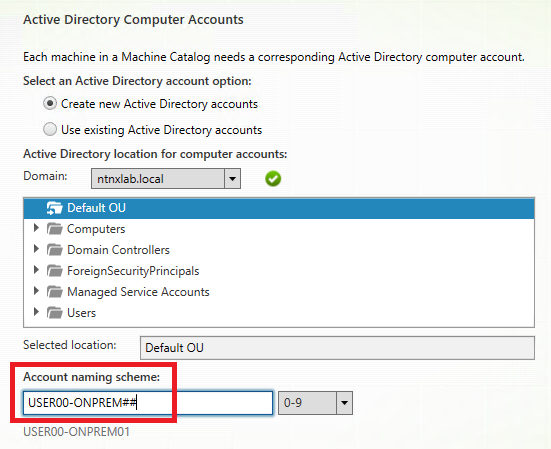 Active Directory Computer Accounts
Each machine in a Machine Catalog needs a corresponding Active Directory computer account.
Select an Active Directory account option:
Create new Active Directory accounts
Use existing Active Directory accounts
Active Directory location for computer accounts:
Domain: ntnxlab.local
Default OU
Computers
Domain Controllers
ForeignSecurityPrincipals
Managed Service Accounts
Users
Selected location: Default OU
Account naming scheme:
USER00-ONPREM## 0-9
USER00-ONPREM01